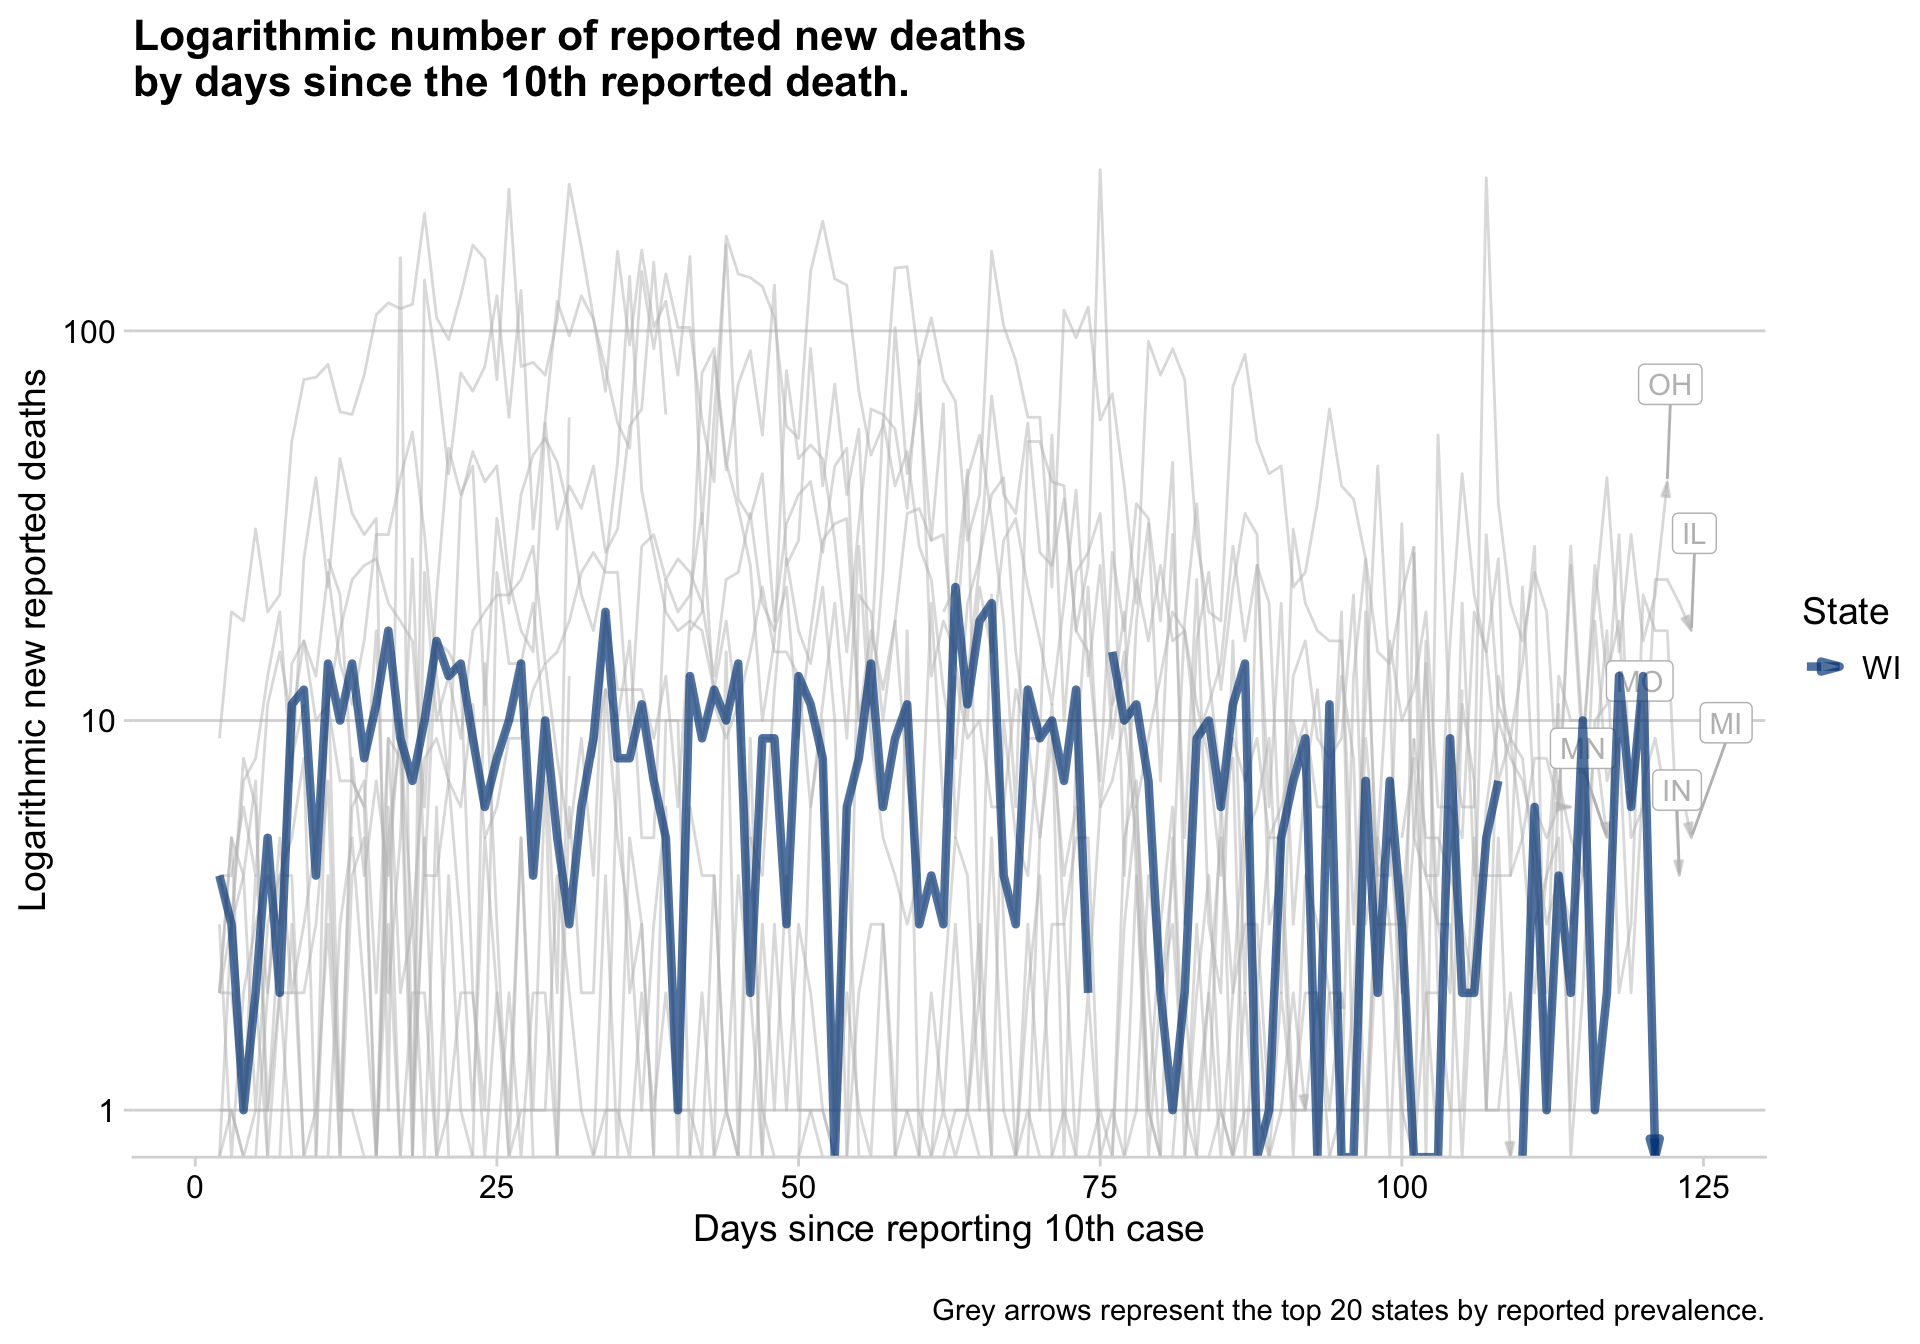 Logarithmic number of reported new deaths
by days since the 10th reported death.
Logarithmic new reported deaths
100
10
1
OH
IL
MO
MI
MN
IN
State
WI
0 25 50 75 100 125
Days since reporting 10th case
Grey arrows represent the top 20 states by reported prevalence.